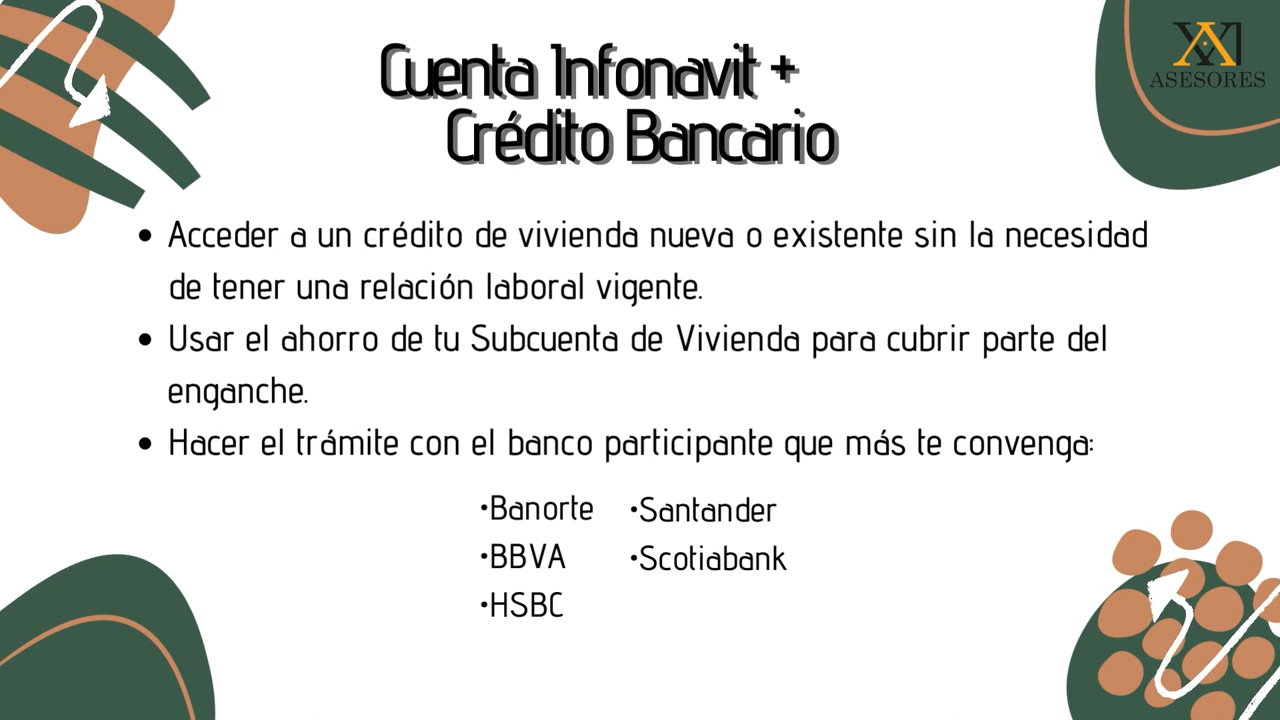 Cuenta Infonavit +
Crédito Bancario
ASESORES
• Acceder a un crédito de vivienda nueva o existente sin la necesidad
de tener una relación laboral vigente.
• Usar el ahorro de tu Subcuenta de Vivienda para cubrir parte del
enganche.
• Hacer el trámite con el banco participante que más te convenga:
•Banorte
•BBVA
•HSBC
•Santander
•Scotiabank